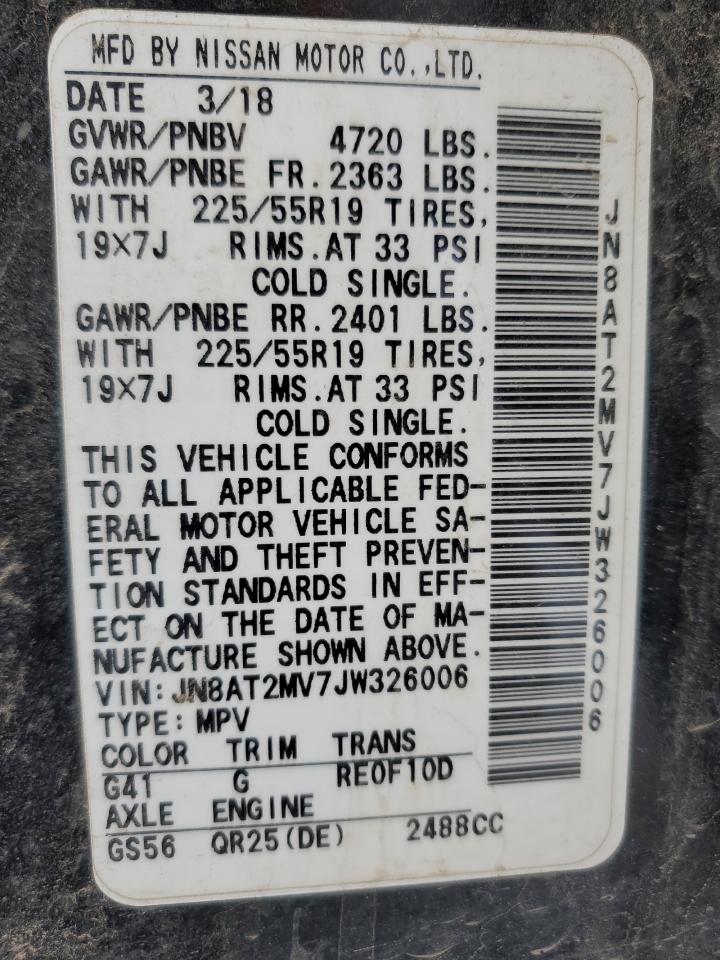 MFD BY NISSAN MOTOR CO.,LTD.
DATE 3/18
GVWR/PNBV 4720 LBS.
GAWR/PNBE FR. 2363 LBS.
WITH 225/55R19 TIRES,
19×7J RIMS. AT 33 PSI
COLD SINGLE.
GAWR/PNBE RR. 2401 LBS.
WITH 225/55R19 TIRES,
19×7J RIMS. AT 33 PSI
COLD SINGLE.
THIS VEHICLE CONFORMS
TO ALL APPLICABLE FED-
ERAL MOTOR VEHICLE SA-
FETY AND THEFT PREVEN-
TION STANDARDS IN EFF-
ECT ON THE DATE OF MA-
NUFACTURE SHOWN ABOVE.
VIN: JN8AT2MV7JW326006
TYPE: MPV
COLOR TRIM TRANS
G41 G RE0F10D
AXLE ENGINE
GS56 QR25(DE) 2488CC
JN8AT2MV7JW326006